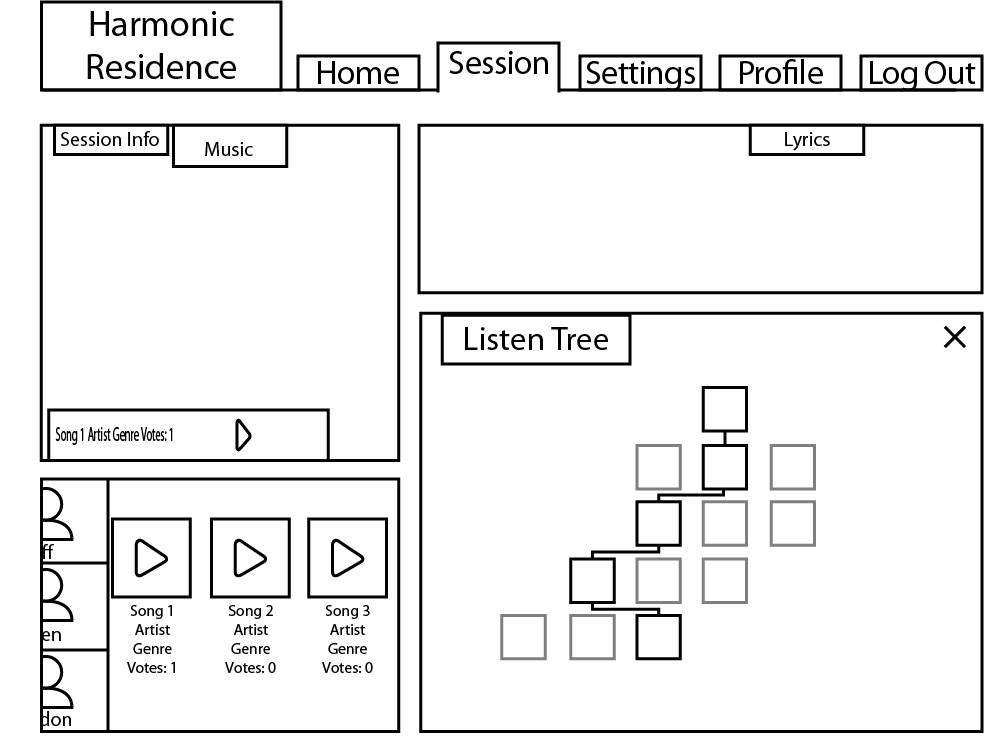 Harmonic
Residence
Home
Session
Settings
Profile
Log Out
Session Info
Music
Lyrics
Song 1 Artist Genre Votes: 1
Listen Tree
ff
en
don
Song 1
Artist
Genre
Votes: 1
Song 2
Artist
Genre
Votes: 0
Song 3
Artist
Genre
Votes: 0